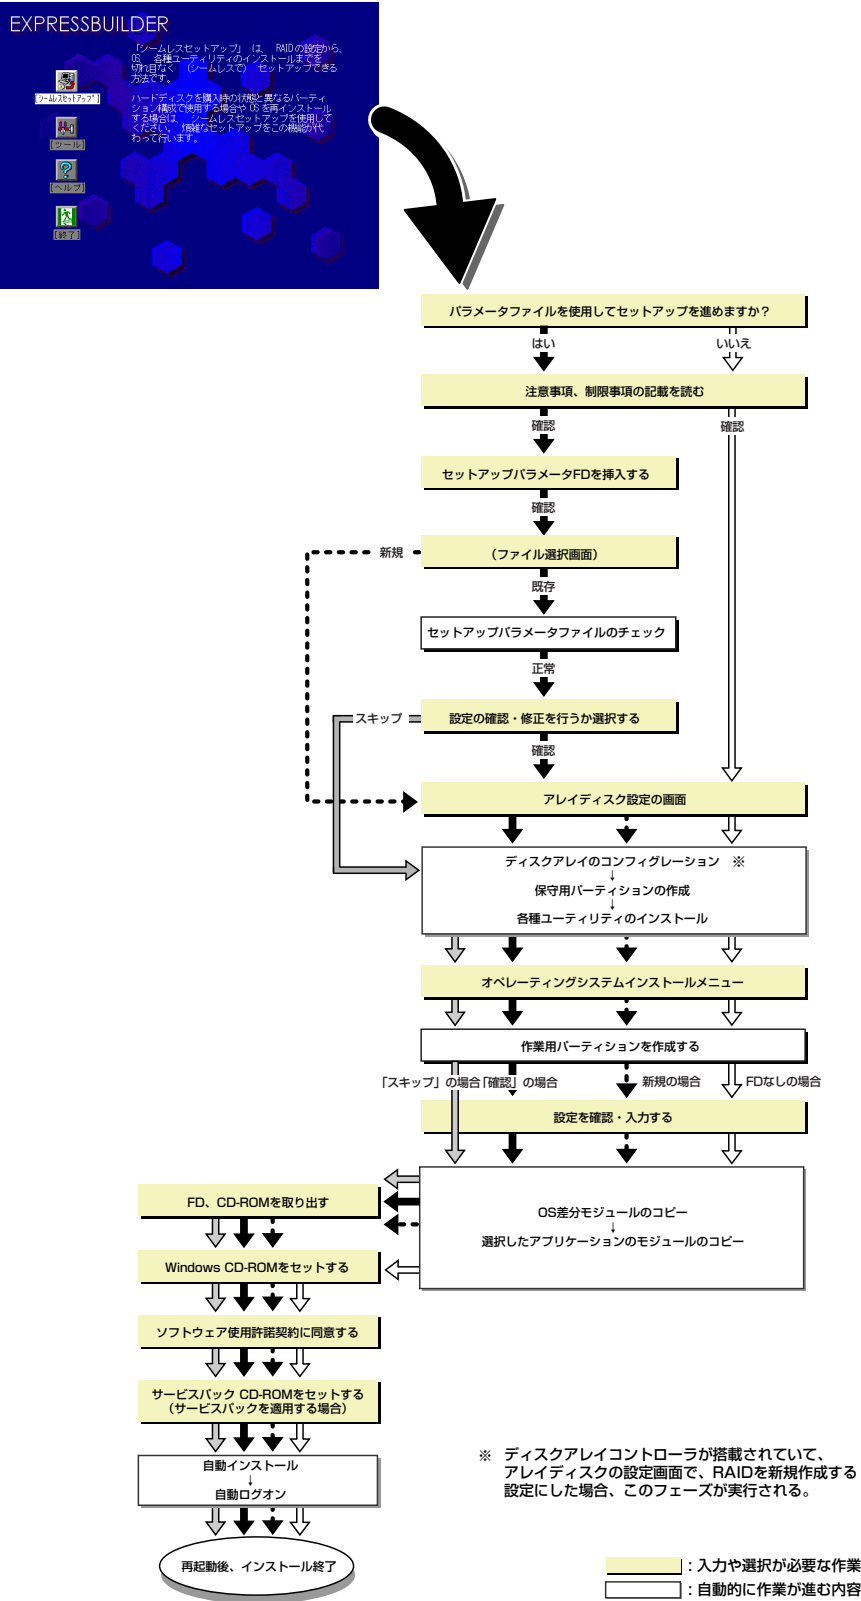 EXPRESSBUILDER
「シームレスセットアップ」 は、 RAIDの設定から、
OS、 各種ユーティリティのインストールまでを
切れ目なく （シームレスで） セットアップできる
方法です。
ハードディスクを購入時の状態と異なるパーティ
ション構成で使用する場合や OSを再インストール
する場合は、 シームレスセットアップを使用して
ください。 煩雑なセットアップをこの機能が代
わって行います。
[シームレスセットアップ]
[ツール]
[ヘルプ]
[終了]
パラメータファイルを使用してセットアップを進めますか？
はい
いいえ
注意事項、制限事項の記載を読む
確認
確認
セットアップパラメータFDを挿入する
確認
新規
（ファイル選択画面）
既存
セットアップパラメータファイルのチェック
正常
スキップ
設定の確認・修正を行うか選択する
確認
アレイディスク設定の画面
ディスクアレイのコンフィグレーション ※
↓
保守用パーティションの作成
↓
各種ユーティリティのインストール
オペレーティングシステムインストールメニュー
作業用パーティションを作成する
「スキップ」の場合
「確認」の場合
新規の場合
FDなしの場合
設定を確認・入力する
OS差分モジュールのコピー
↓
選択したアプリケーションのモジュールのコピー
FD、CD-ROMを取り出す
Windows CD-ROMをセットする
ソフトウェア使用許諾契約に同意する
サービスパック CD-ROMをセットする
（サービスパックを適用する場合）
自動インストール
↓
自動ログオン
再起動後、インストール終了
※ ディスクアレイコントローラが搭載されていて、
アレイディスクの設定画面で、RAIDを新規作成する
設定にした場合、このフェーズが実行される。
：入力や選択が必要な作業
：自動的に作業が進む内容